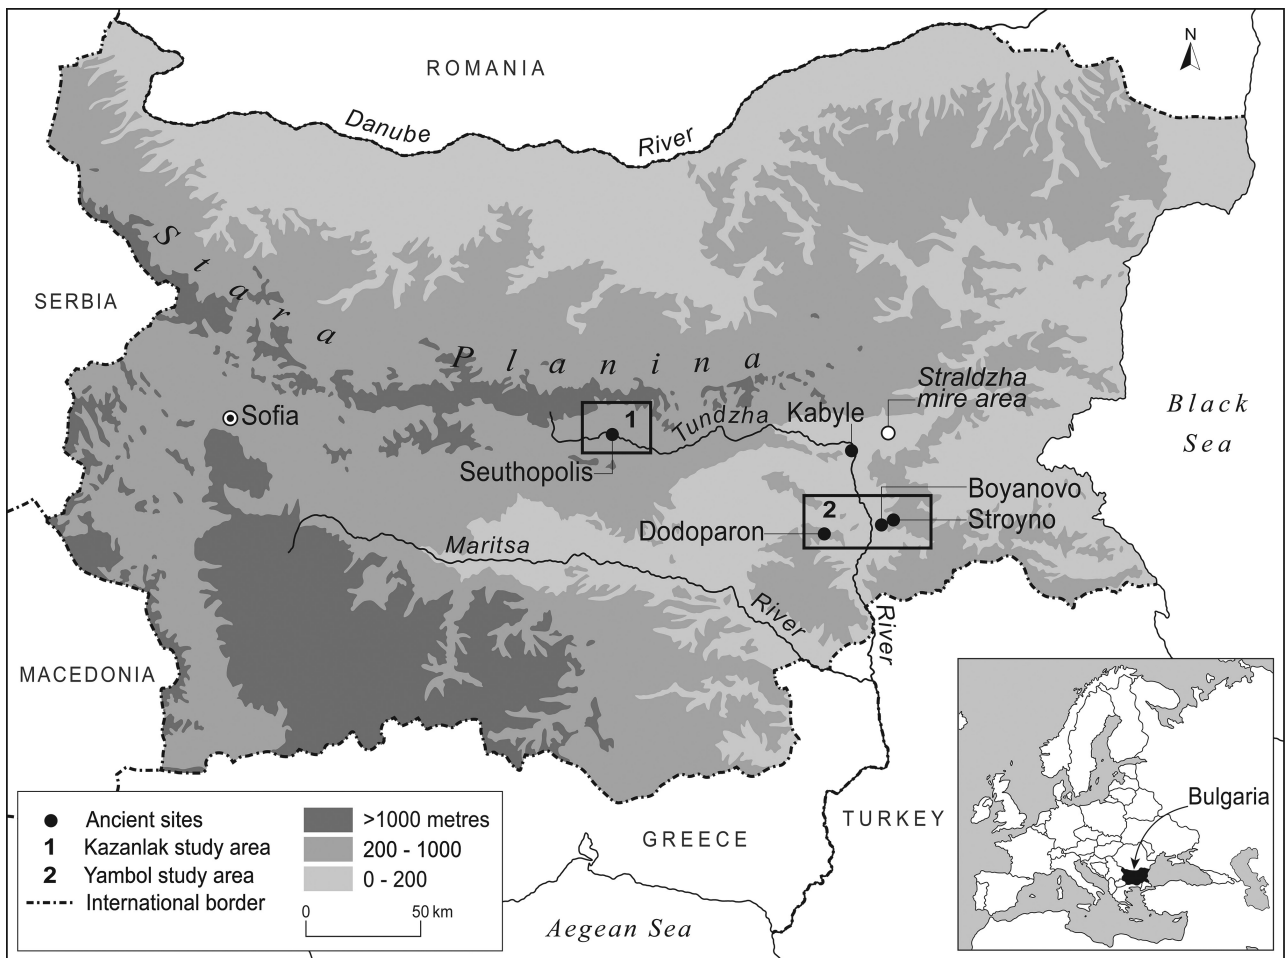 N
ROMANIA
Danube
River
Stara
Planina
SERBIA
Sofia
1
Tundzha
Kabyle
Straldzha
mire area
Black
Sea
Seuthopolis
Boyanovo
2
Stroyno
Dodoparon
Maritsa
River
River
MACEDONIA
Bulgaria
TURKEY
GREECE
Aegean Sea
Ancient sites
1 Kazanlak study area
2 Yambol study area
International border
>1000 metres
200 - 1000
0 - 200
0 50 km